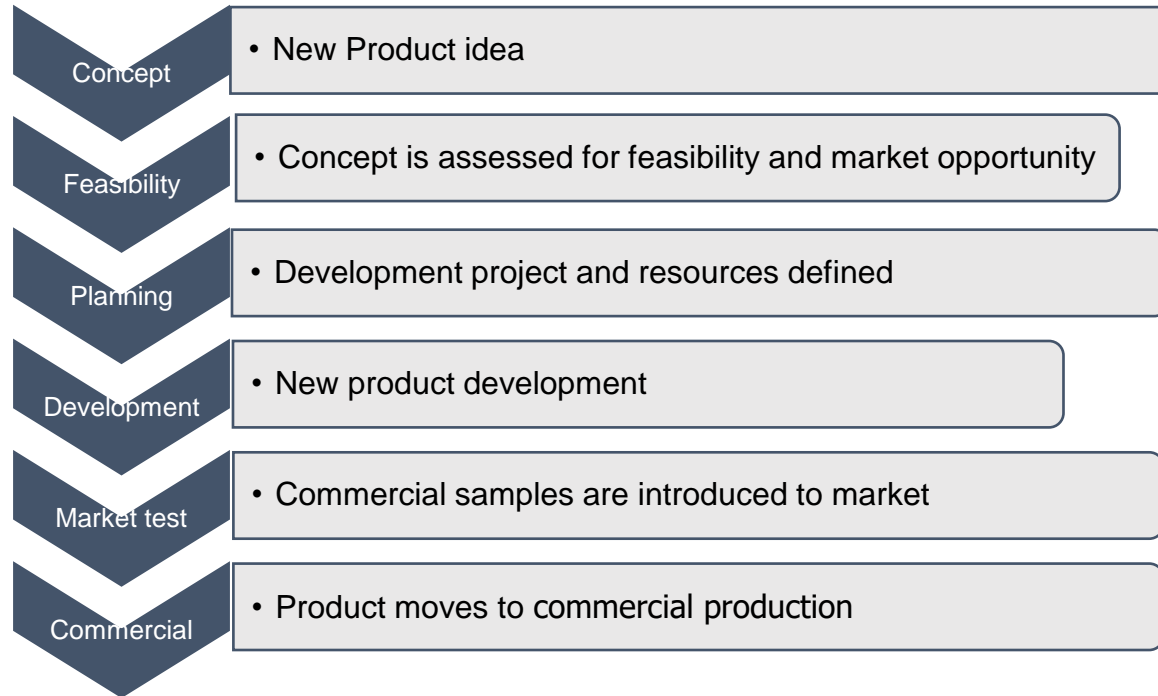 Concept
• New Product idea
Feasibility
• Concept is assessed for feasibility and market opportunity
Planning
• Development project and resources defined
Development
• New product development
Market test
• Commercial samples are introduced to market
Commercial
• Product moves to commercial production